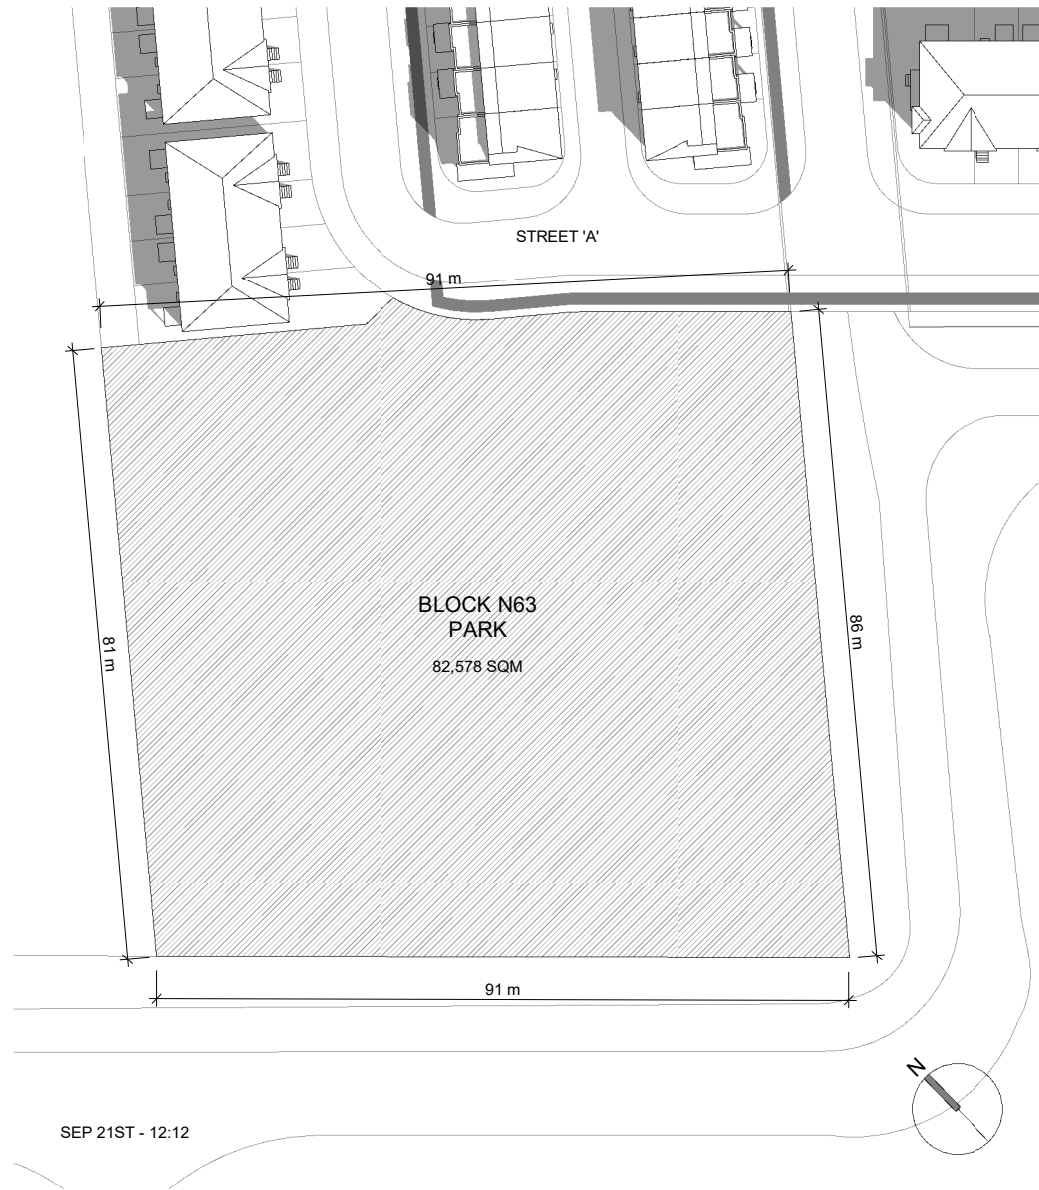 STREET 'A'
91 m
81 m
BLOCK N63
PARK
82,578 SQM
86 m
91 m
N
SEP 21ST - 12:12